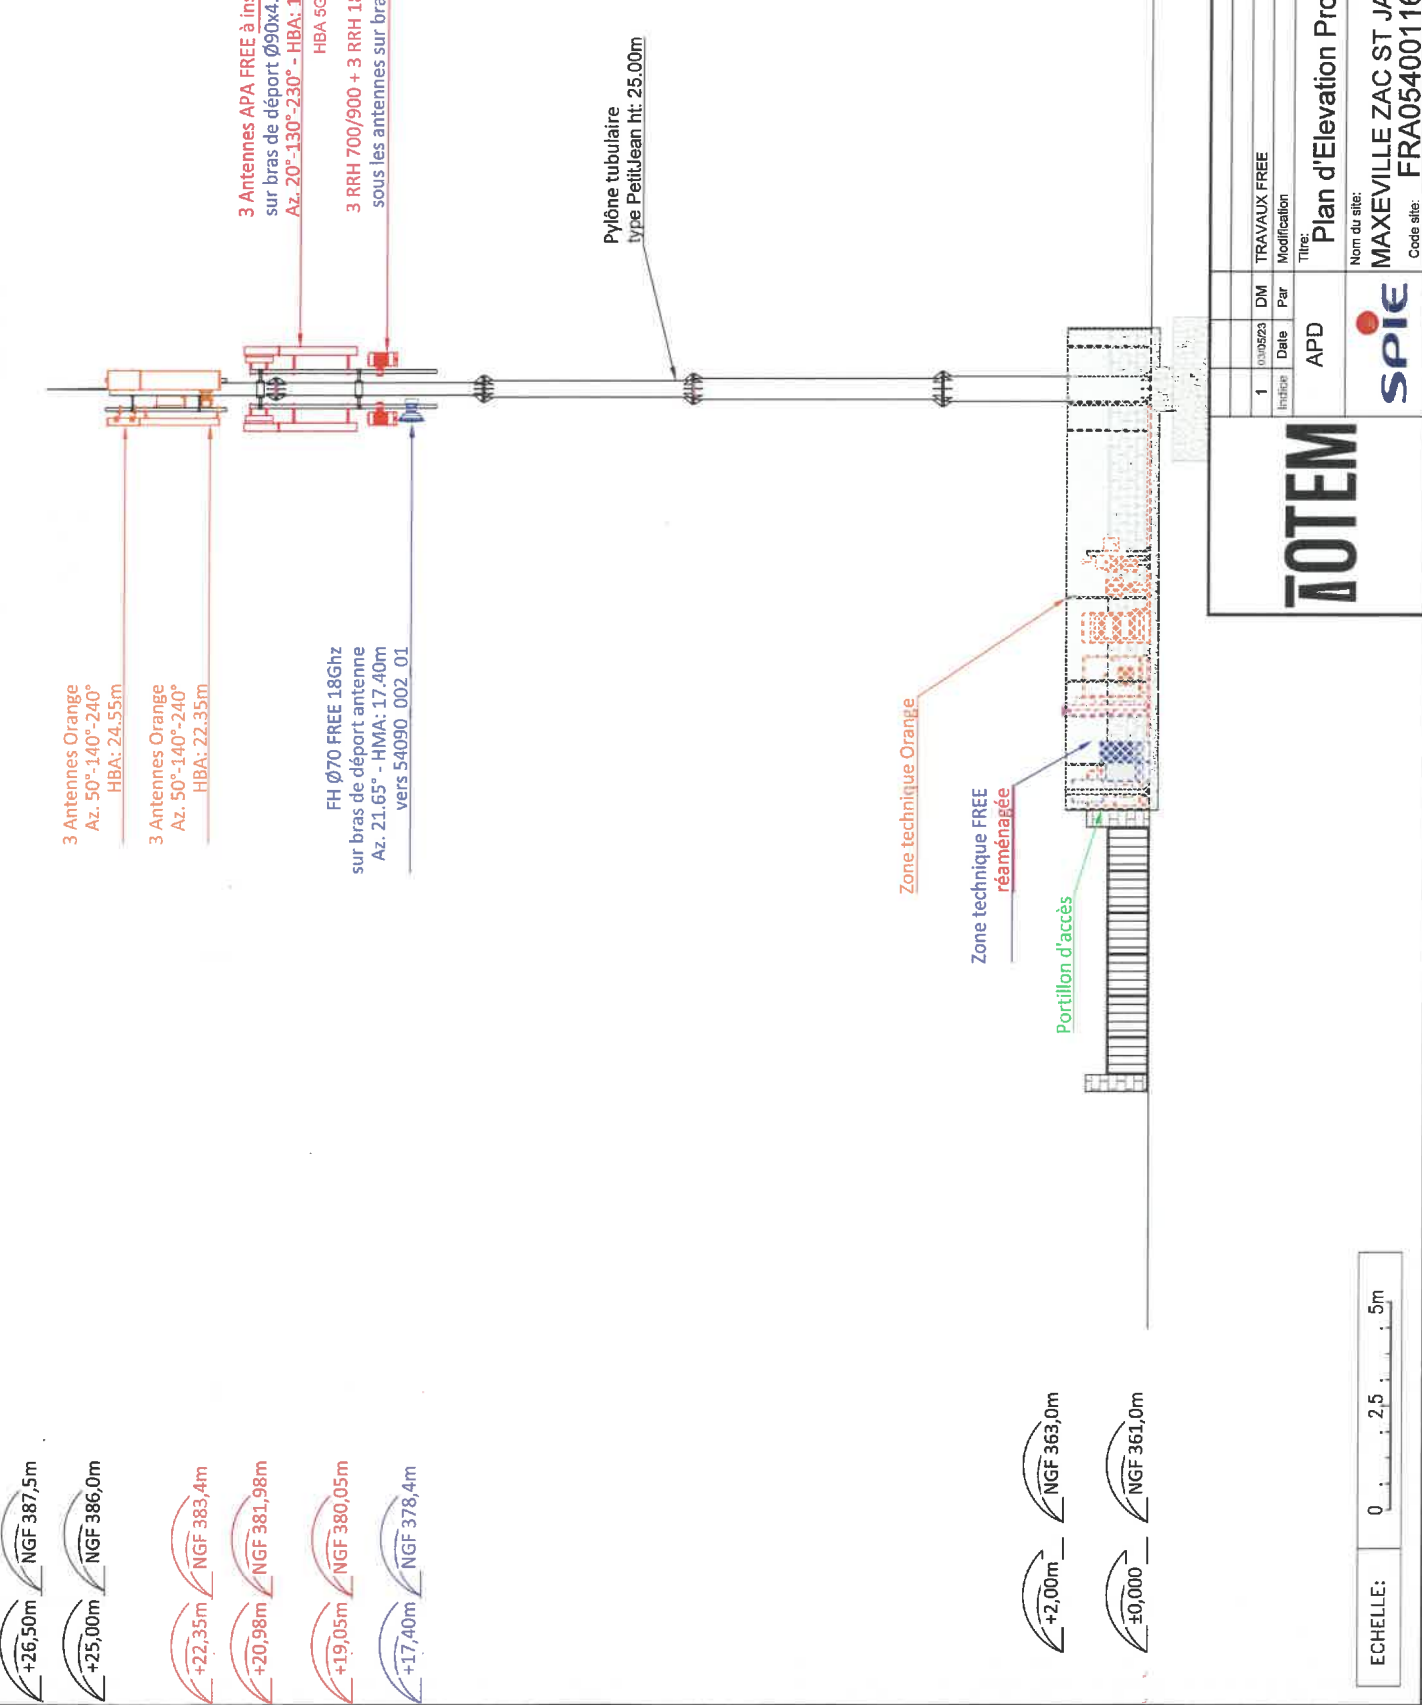 +26,50m NGF 387,5m
+25,00m NGF 386,0m
+22,35m NGF 383,4m
+20,98m NGF 381,98m
+19,05m NGF 380,05m
+17,40m NGF 378,4m
+2,00m NGF 363,0m
±0,000 NGF 361,0m
ECHELLE: 0 2,5 5m
3 Antennes Orange
Az. 50°-140°-240°
HBA: 24.55m
3 Antennes Orange
Az. 50°-140°-240°
HBA: 22.35m
FH Ø70 FREE 18Ghz
sur bras de déport antenne
Az. 21.65° - HMA: 17.40m
vers 54090_002_01
Zone technique Orange
Zone technique FREE
réaménagée
Portillon d'accès
3 Antennes APA FREE à ins
sur bras de déport Ø90x4.
Az. 20°-130°-230° - HBA: 1
HBA 5G
3 RRH 700/900 + 3 RRH 18
sous les antennes sur bra
Pylône tubulaire
type PetitJean ht: 25.00m
TOTEM
1 03/05/23 DM TRAVAUX FREE
Indice Date Par Modification
APD
Titre:
Plan d'Elevation Pro
SPIE
Nom du site:
MAXEVILLE ZAC ST JA
Code site: FRA05400116